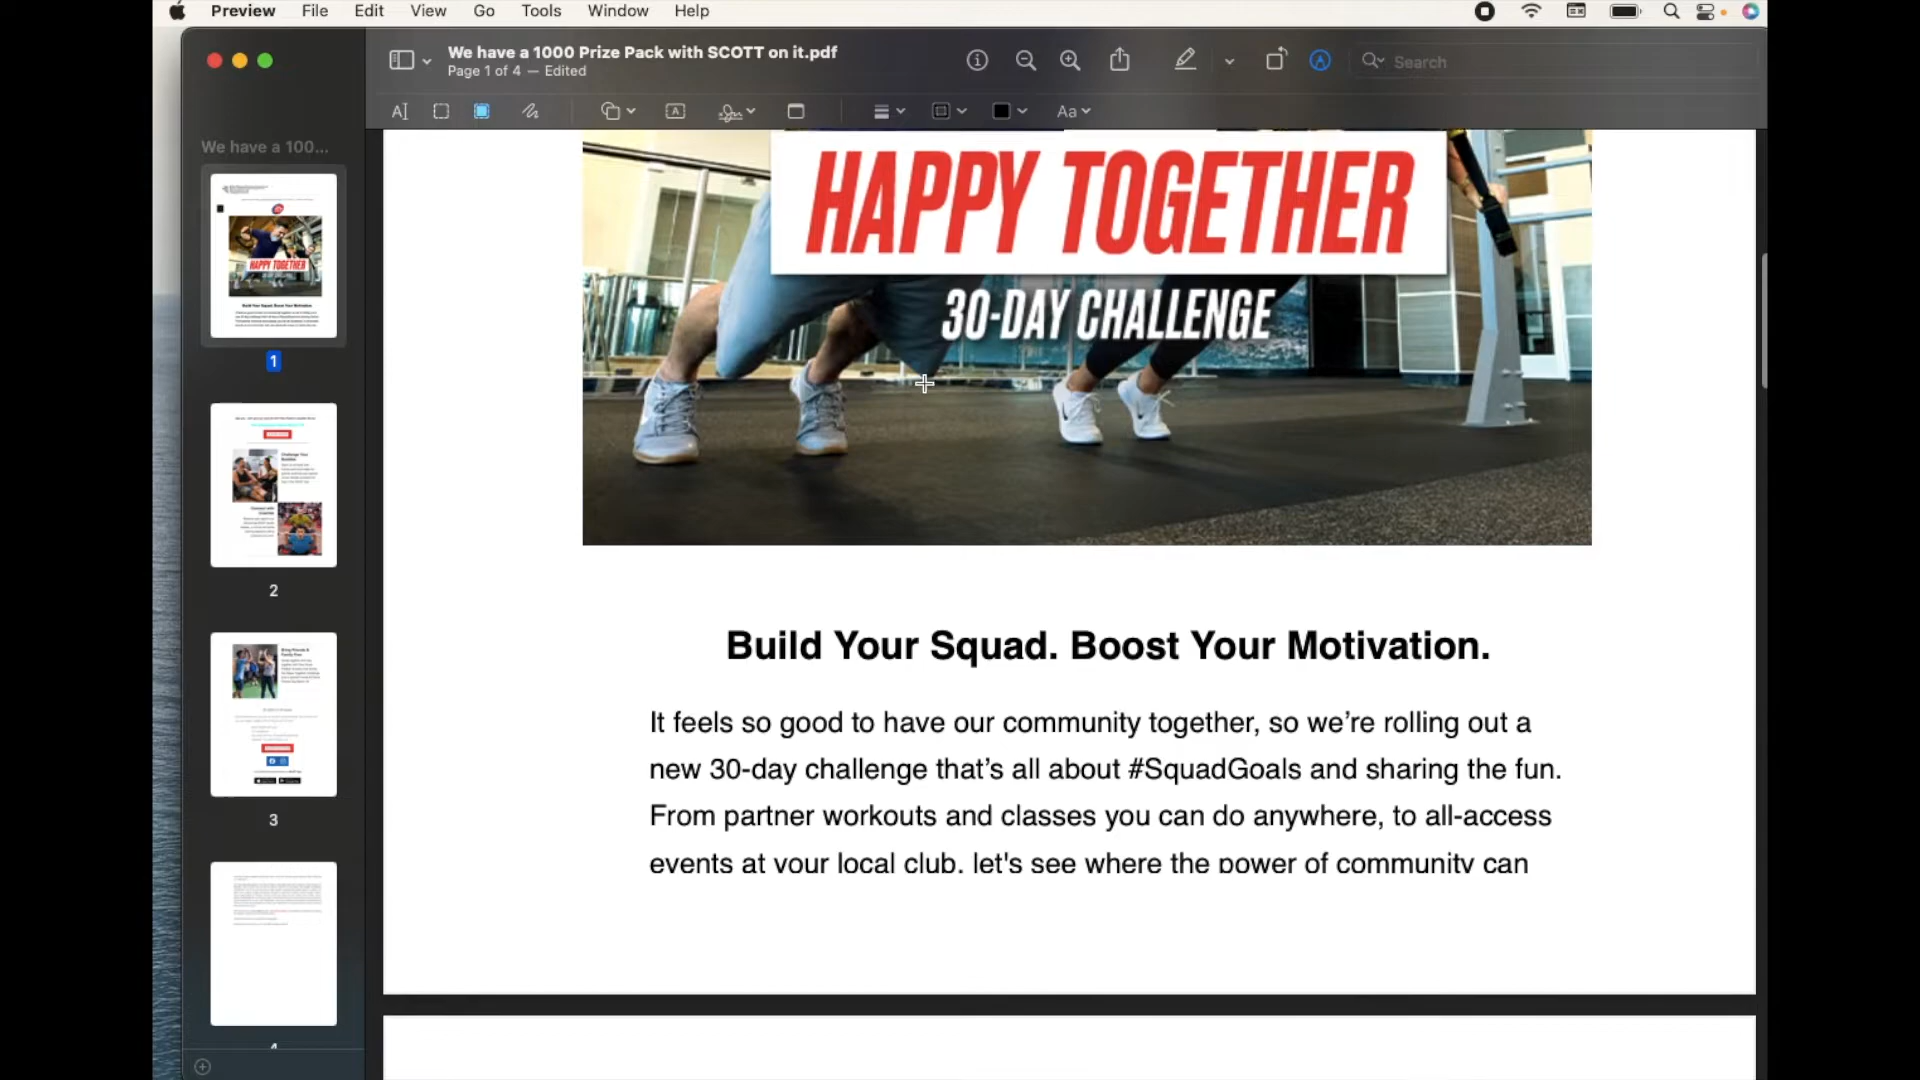 Preview File Edit View Go Tools Window Help
We have a 1000 Prize Pack with SCOTT on it.pdf
Page 1 of 4 — Edited
Search
Aa
We have a 100...
HAPPY TOGETHER
30-DAY CHALLENGE
HAPPY TOGETHER
1
2
3
4
Build Your Squad. Boost Your Motivation.
It feels so good to have our community together, so we’re rolling out a
new 30-day challenge that’s all about #SquadGoals and sharing the fun.
From partner workouts and classes you can do anywhere, to all-access
events at your local club, let's see where the power of community can